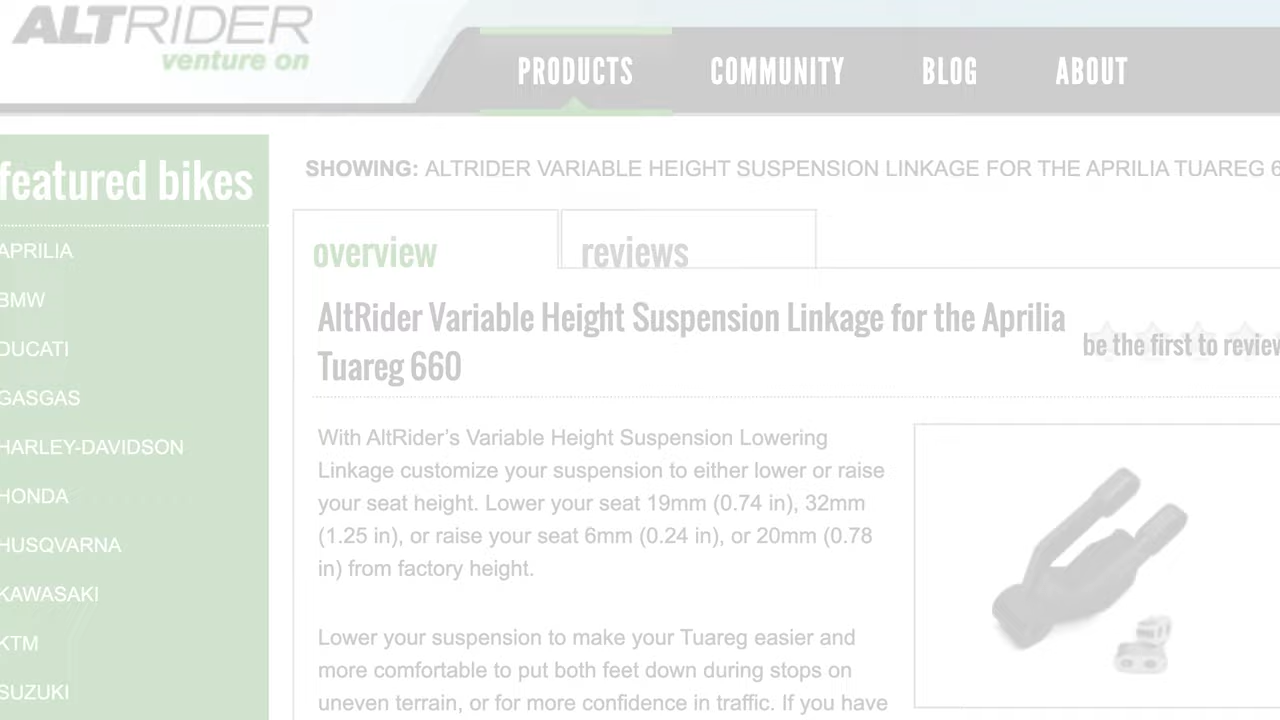 ALTRIDER
venture on
PRODUCTS COMMUNITY BLOG ABOUT
featured bikes
APRILIA
BMW
DUCATI
GASGAS
HARLEY-DAVIDSON
HONDA
HUSQVARNA
KAWASAKI
KTM
SUZUKI
SHOWING: ALTRIDER VARIABLE HEIGHT SUSPENSION LINKAGE FOR THE APRILIA TUAREG 6
overview reviews
AltRider Variable Height Suspension Linkage for the Aprilia
Tuareg 660
be the first to review
With AltRider’s Variable Height Suspension Lowering
Linkage customize your suspension to either lower or raise
your seat height. Lower your seat 19mm (0.74 in), 32mm
(1.25 in), or raise your seat 6mm (0.24 in), or 20mm (0.78
in) from factory height.
Lower your suspension to make your Tuareg easier and
more comfortable to put both feet down during stops on
uneven terrain, or for more confidence in traffic. If you have